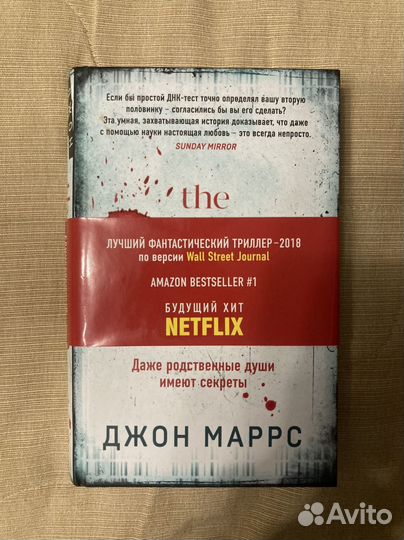 Если бы простой ДНК-тест точно определял вашу вторую
половинку – согласились бы вы его сделать?
Эта умная, захватывающая история доказывает, что даже
с помощью науки настоящая любовь – это всегда непросто.
SUNDAY MIRROR
the
ЛУЧШИЙ ФАНТАСТИЧЕСКИЙ ТРИЛЛЕР–2018
по версии Wall Street Journal
AMAZON BESTSELLER #1
БУДУЩИЙ ХИТ
NETFLIX
Даже родственные души
имеют секреты
ДЖОН МАРРС
Avito